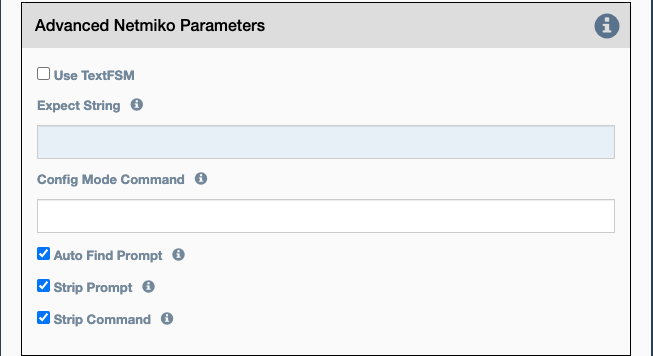 Advanced Netmiko Parameters
Use TextFSM
Expect String
Config Mode Command
Auto Find Prompt
Strip Prompt
Strip Command